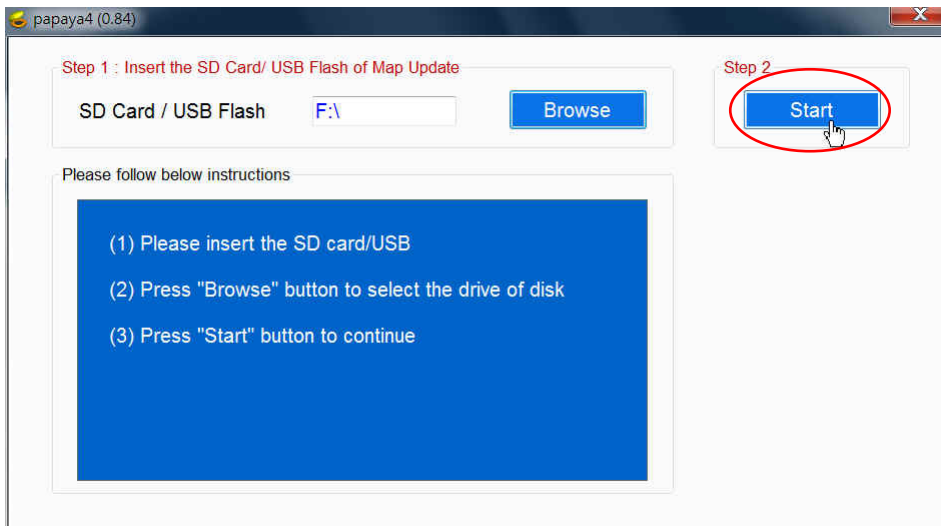 papaya4 (0.84)
Step 1 : Insert the SD Card/ USB Flash of Map Update
SD Card / USB Flash
F:\
Browse
Step 2
Start
Please follow below instructions
(1) Please insert the SD card/USB
(2) Press "Browse" button to select the drive of disk
(3) Press "Start" button to continue